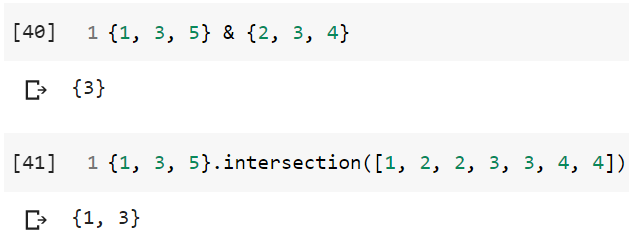 [40] 1 {1, 3, 5} & {2, 3, 4}
{3}
[41] 1 {1, 3, 5}.intersection([1, 2, 2, 3, 3, 4, 4])
{1, 3}